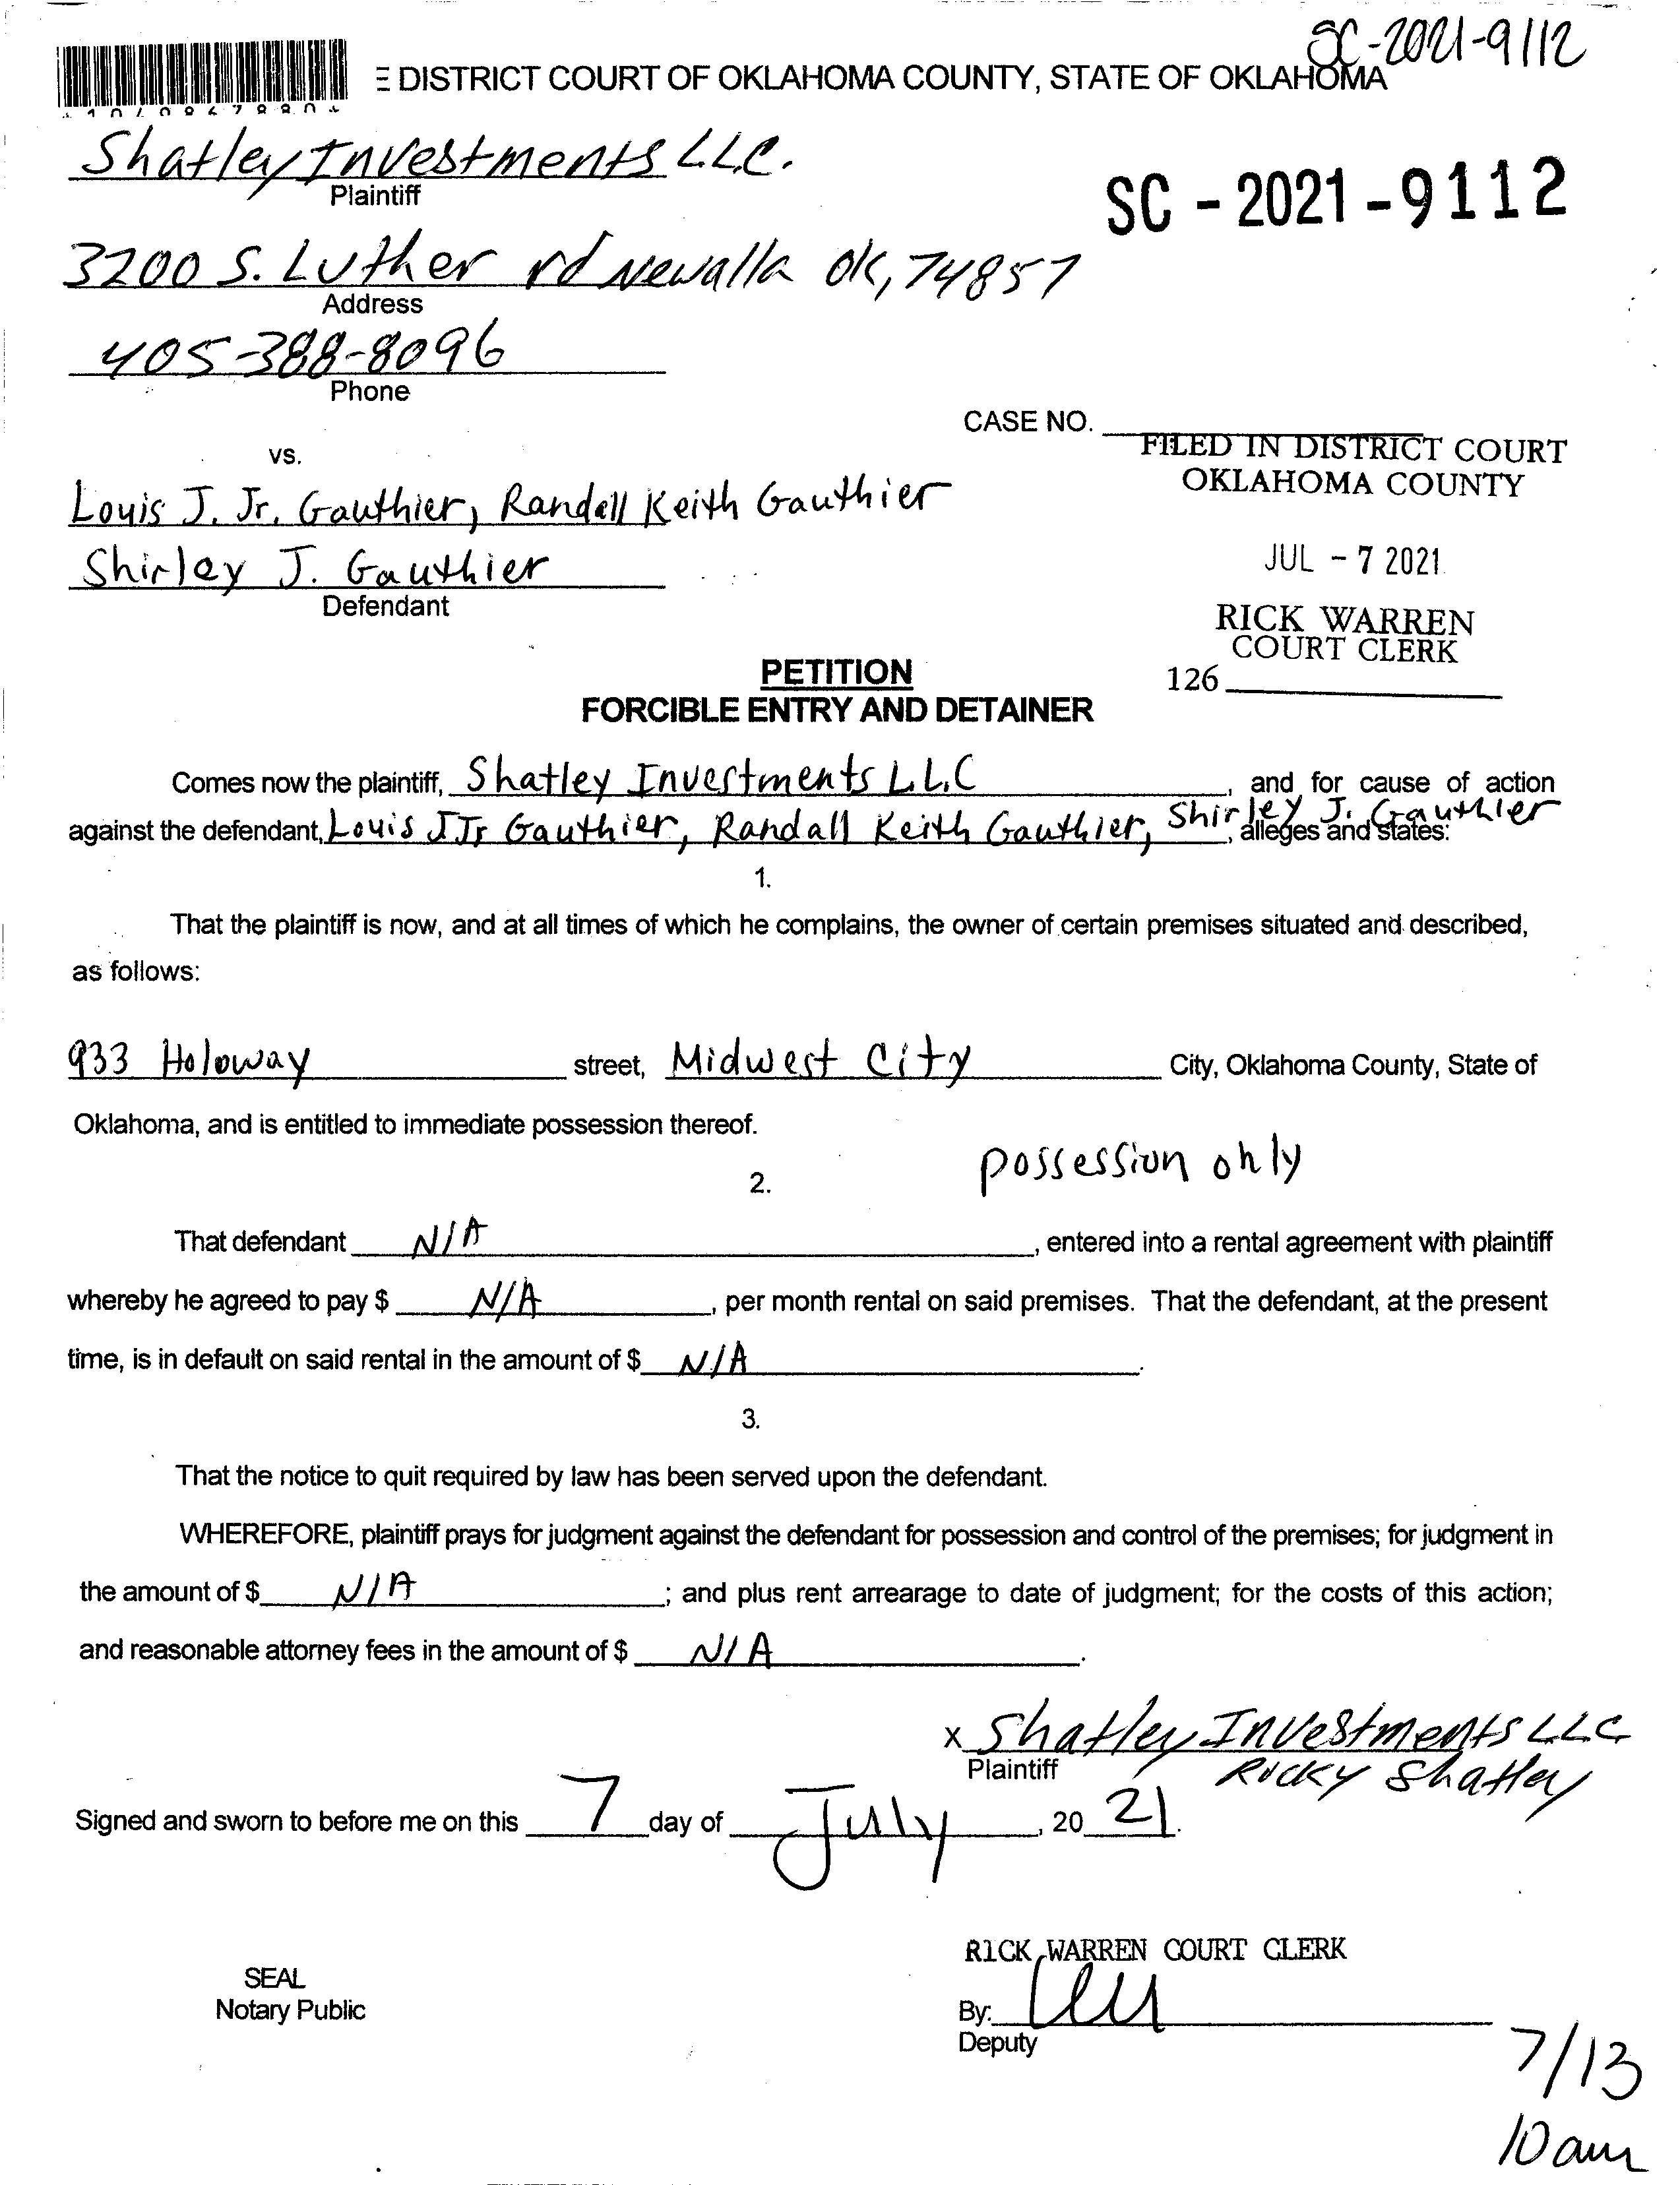 SC-2021-9112
E DISTRICT COURT OF OKLAHOMA COUNTY, STATE OF OKLAHOMA
Shatley Investments LLC.
Plaintiff
SC - 2021 - 9112
3200 S. Luther rd Newalla ok, 74857
Address
405-388-8096
Phone
CASE NO.
FILED IN DISTRICT COURT
OKLAHOMA COUNTY
vs.
Louis J. Jr. Gauthier, Randall Keith Gauthier
JUL - 7 2021
Shirley J. Gauthier
Defendant
RICK WARREN
COURT CLERK
126
PETITION
FORCIBLE ENTRY AND DETAINER
Comes now the plaintiff, Shatley Investments LLC, and for cause of action
against the defendant, Louis J Jr Gauthier, Randall Keith Gauthier, Shirley J. Gauthier, alleges and states:
1.
That the plaintiff is now, and at all times of which he complains, the owner of certain premises situated and described,
as follows:
933 Holoway street, Midwest City City, Oklahoma County, State of
Oklahoma, and is entitled to immediate possession thereof.
possession only
2.
That defendant N/A, entered into a rental agreement with plaintiff
whereby he agreed to pay $ N/A, per month rental on said premises. That the defendant, at the present
time, is in default on said rental in the amount of $ N/A.
3.
That the notice to quit required by law has been served upon the defendant.
WHEREFORE, plaintiff prays for judgment against the defendant for possession and control of the premises; for judgment in
the amount of $ N/A; and plus rent arrearage to date of judgment; for the costs of this action;
and reasonable attorney fees in the amount of $ N/A.
x Shatley Investments LLC
Plaintiff Ricky Shatley
Signed and sworn to before me on this 7 day of July, 20 21.
RICK WARREN COURT CLERK
SEAL
Notary Public
By:
Deputy
7/13
10 am